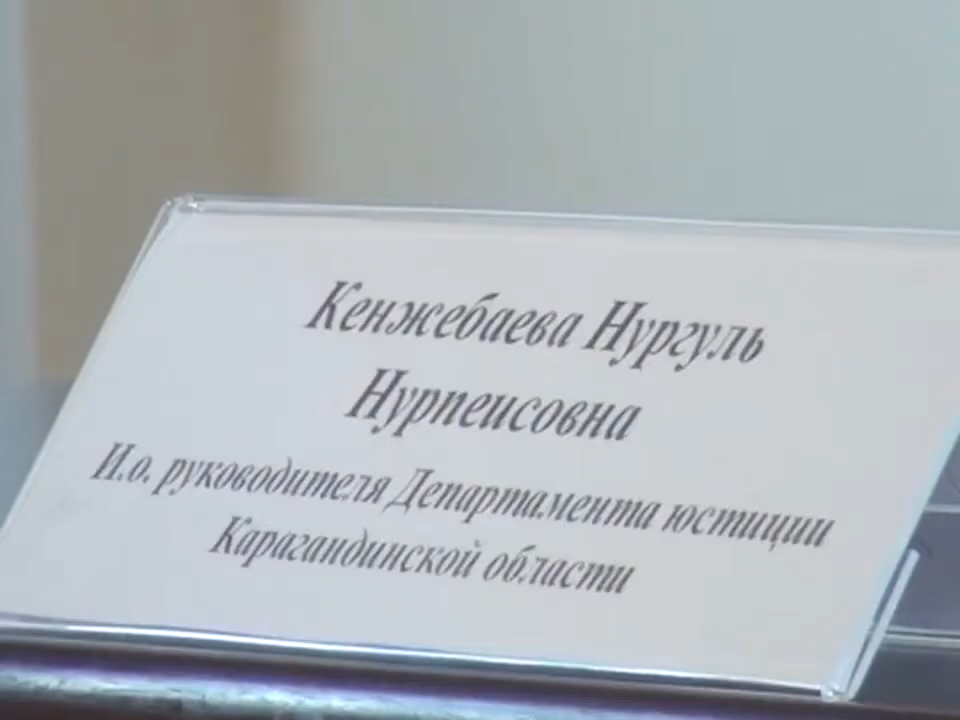 Кенжебаева Нургуль
Нурпеисовна
И.о. руководителя Департамента юстиции
Карагандинской области